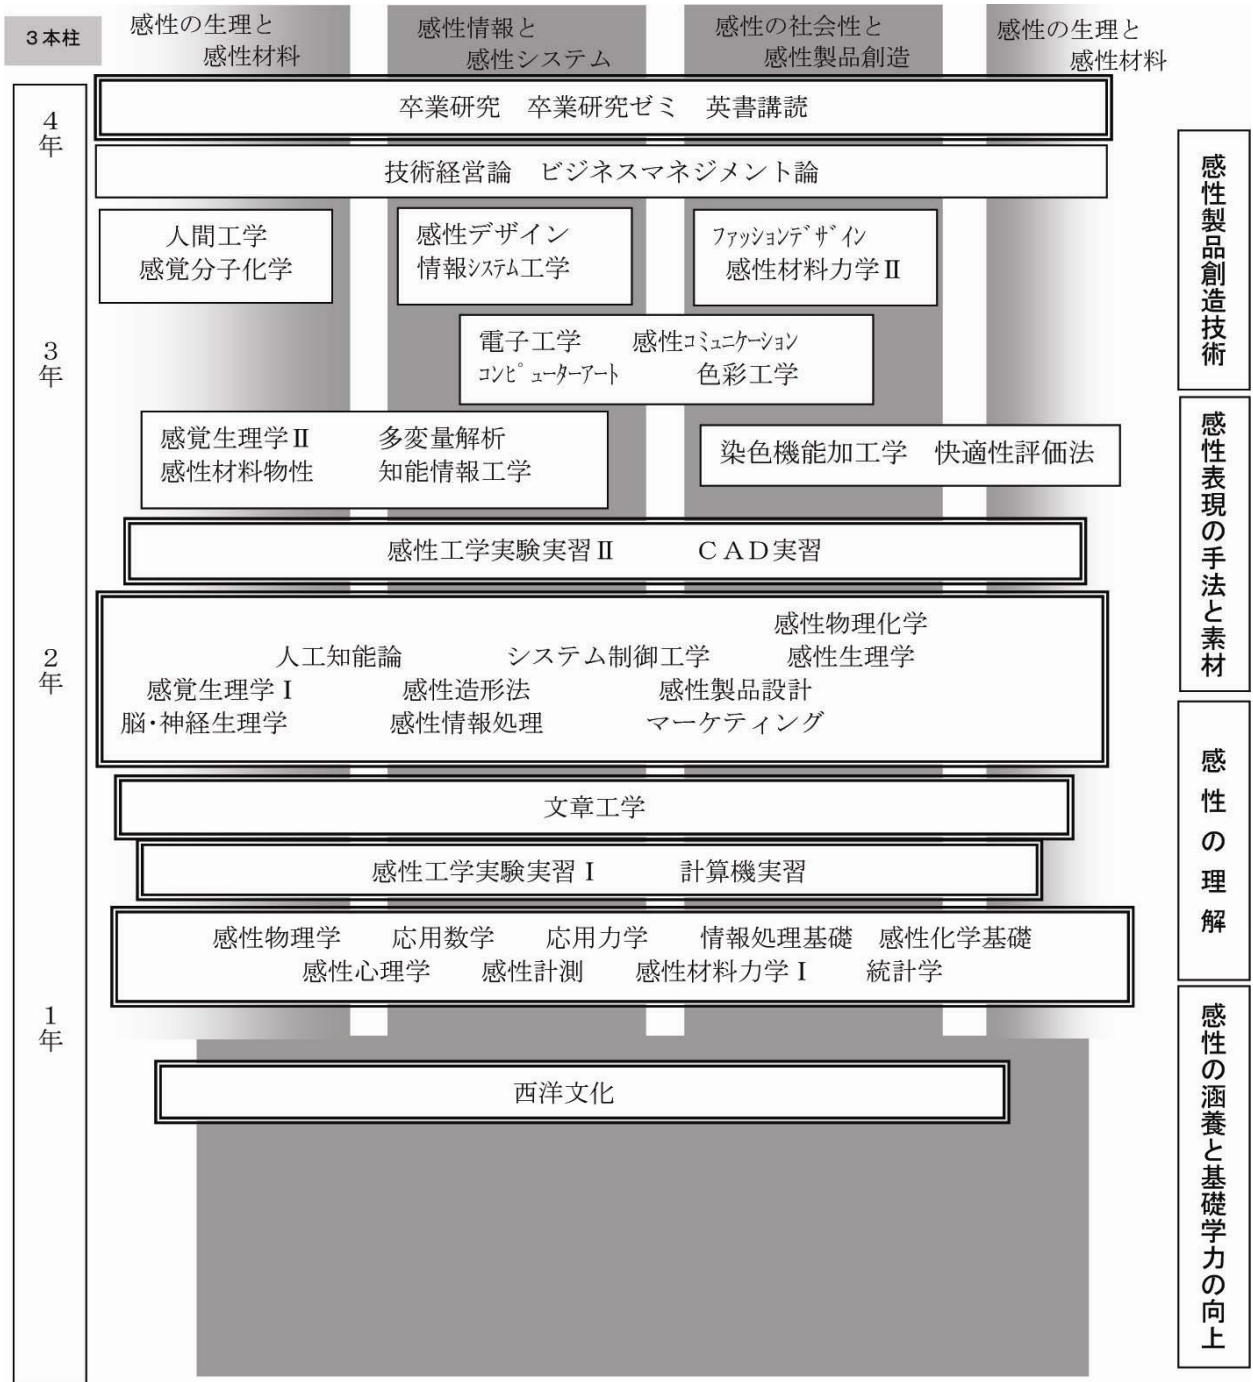 3本柱
感性の生理と
感性材料
感性情報と
感性システム
感性の社会性と
感性製品創造
感性の生理と
感性材料
4年
卒業研究 卒業研究ゼミ 英書講読
技術経営論 ビジネスマネジメント論
人間工学
感覚分子化学
感性デザイン
情報システム工学
ファッションデザイン
感性材料力学Ⅱ
3年
電子工学 感性コミュニケーション
コンピューターアート 色彩工学
感覚生理学Ⅱ 多変量解析
感性材料物性 知能情報工学
染色機能加工学 快適性評価法
感性工学実験実習Ⅱ CAD実習
2年
感性物理化学
人工知能論 システム制御工学 感性生理学
感覚生理学Ⅰ 感性造形法 感性製品設計
脳・神経生理学 感性情報処理 マーケティング
文章工学
感性工学実験実習Ⅰ 計算機実習
感性物理学 応用数学 応用力学 情報処理基礎 感性化学基礎
感性心理学 感性計測 感性材料力学Ⅰ 統計学
1年
西洋文化
感性製品創造技術
感性表現の手法と素材
感性の理解
感性の涵養と基礎学力の向上